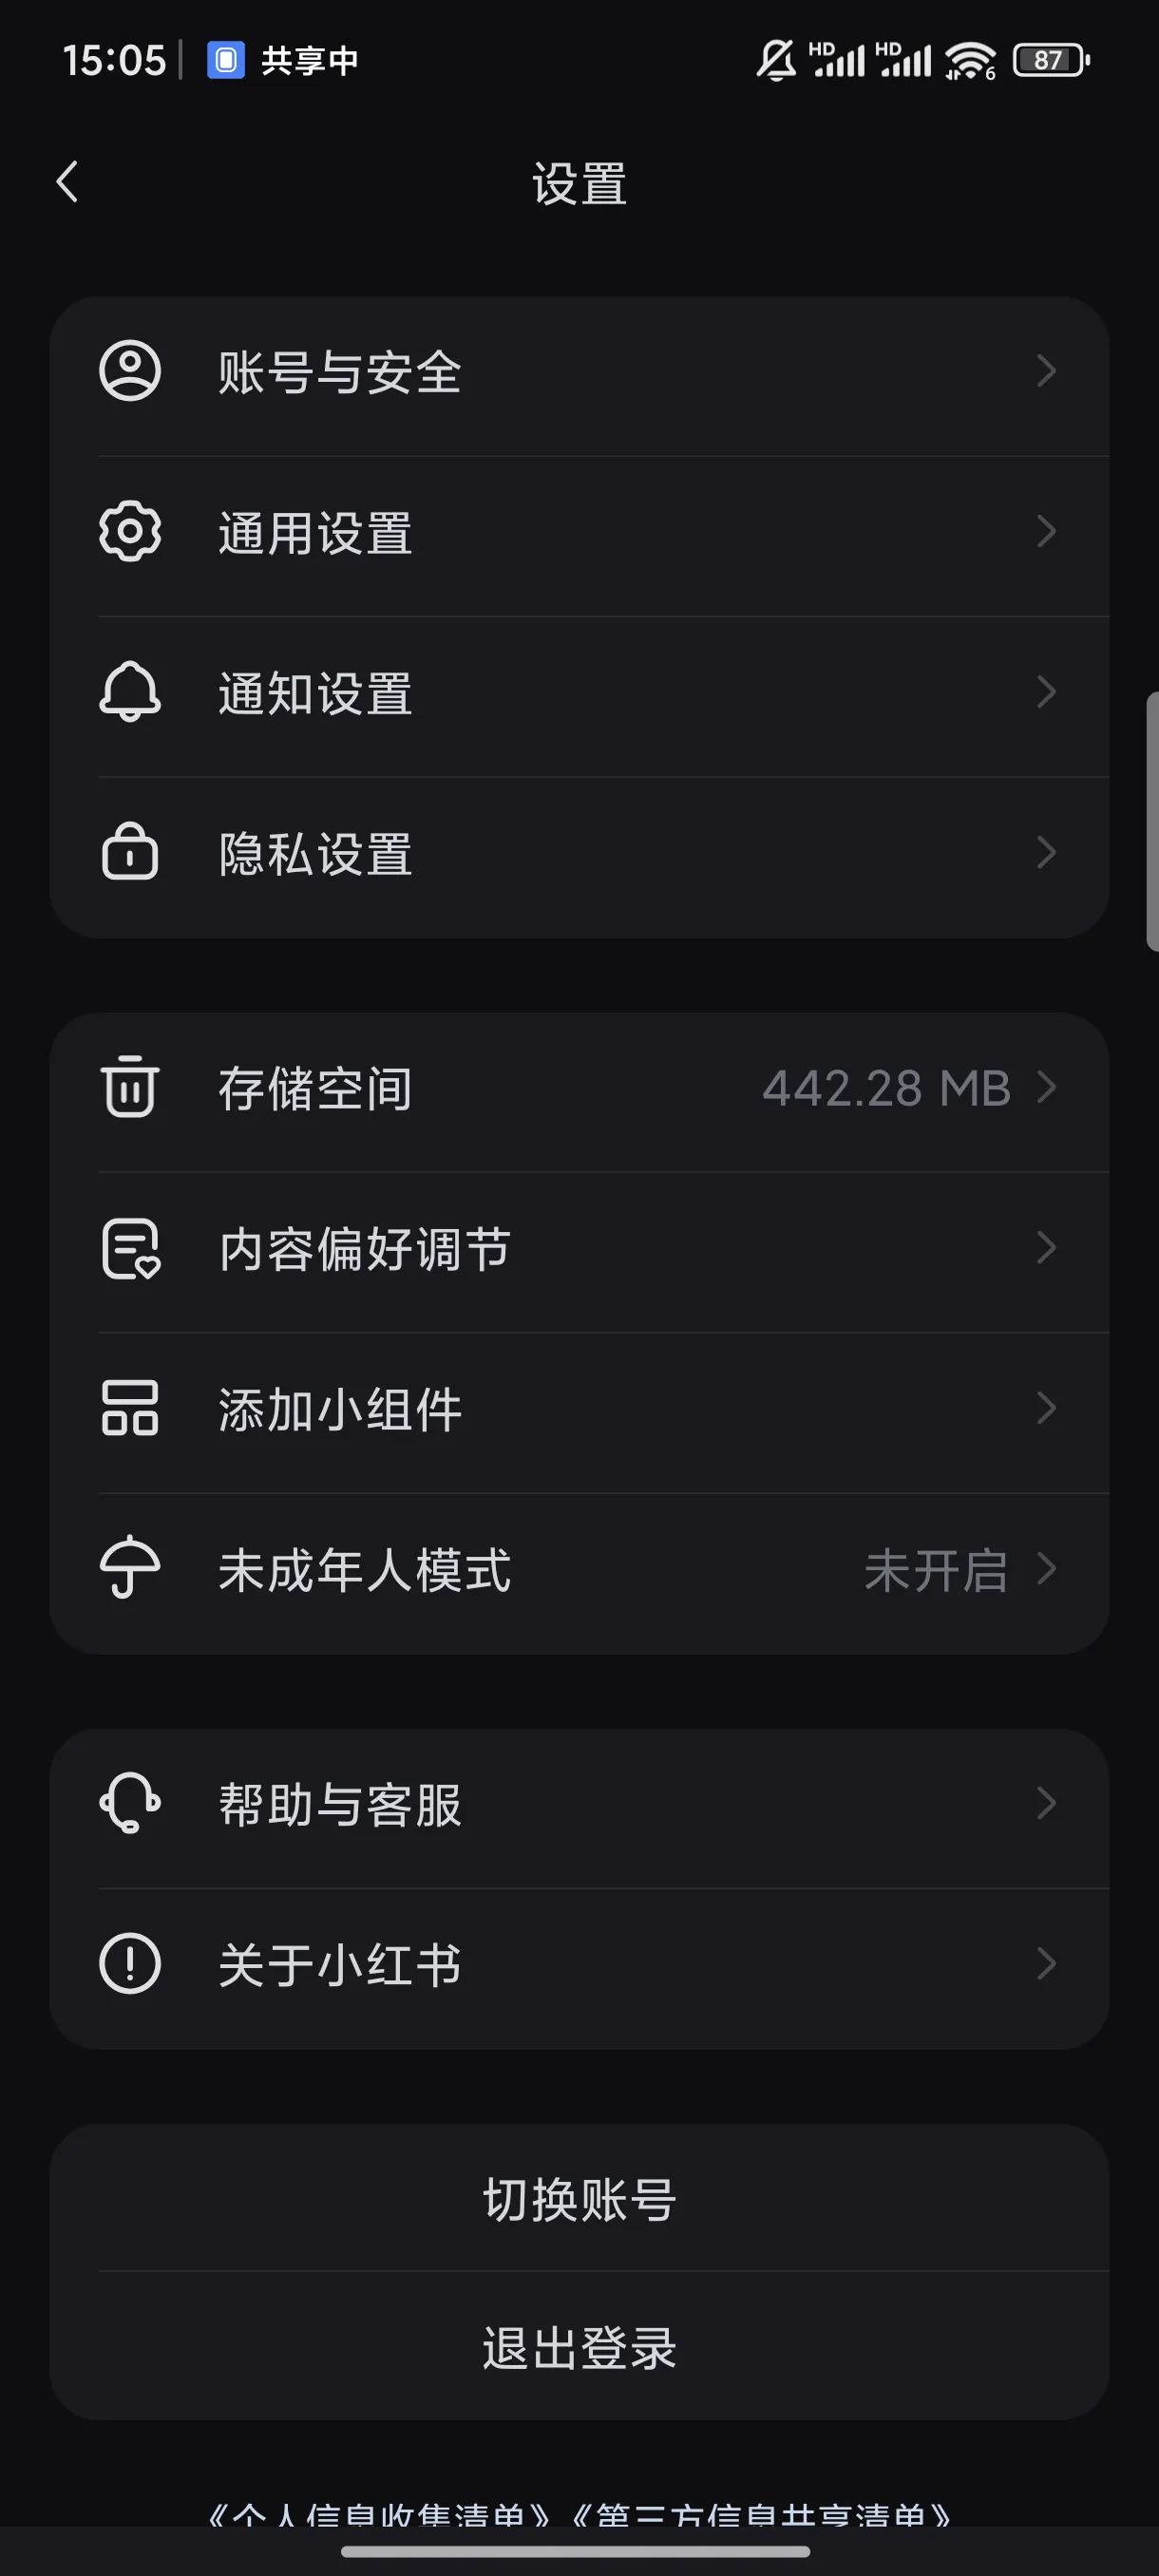 15:05 共享中 HD HD 6 87
设置
账号与安全
通用设置
通知设置
隐私设置
存储空间 442.28 MB
内容偏好调节
添加小组件
未成年人模式 未开启
帮助与客服
关于小红书
切换账号
退出登录
《个人信息收集清单》《第三方信息共享清单》